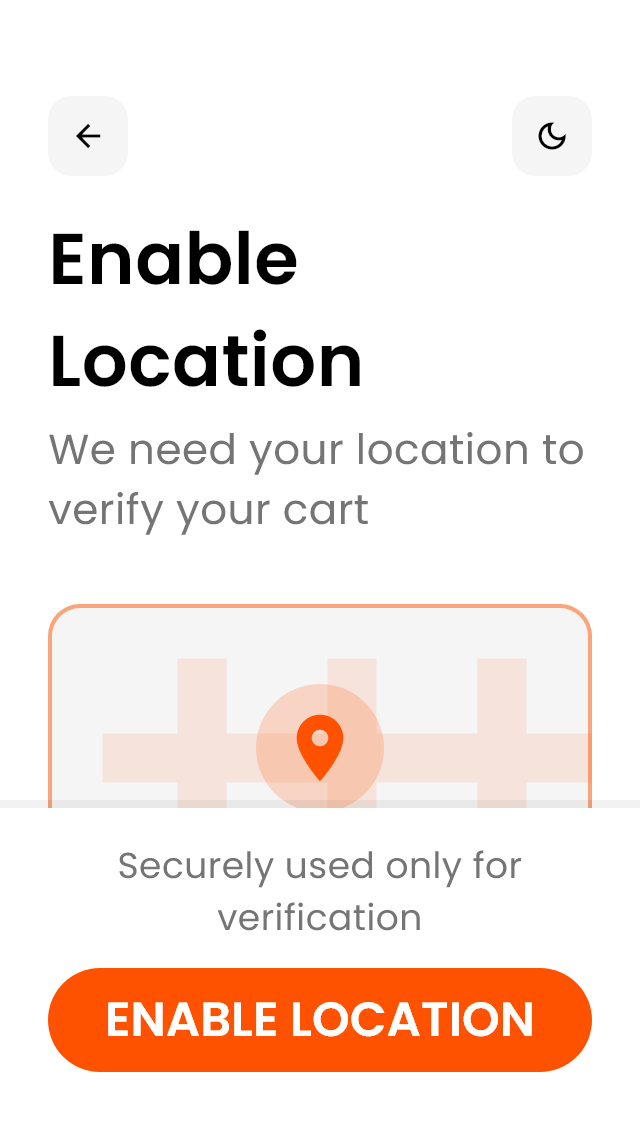 Enable
Location
We need your location to
verify your cart
Securely used only for
verification
ENABLE LOCATION